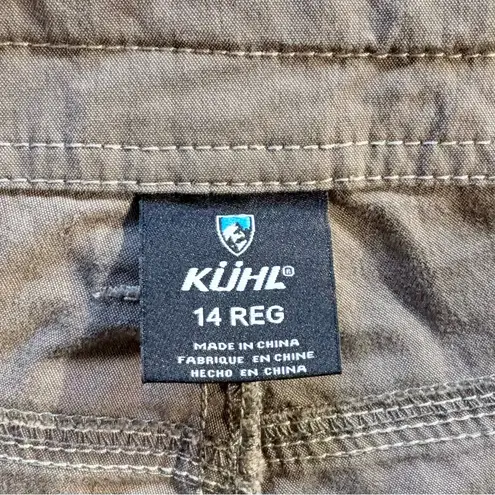 KÜHL®
14 REG
MADE IN CHINA
FABRIQUE EN CHINE
HECHO EN CHINA